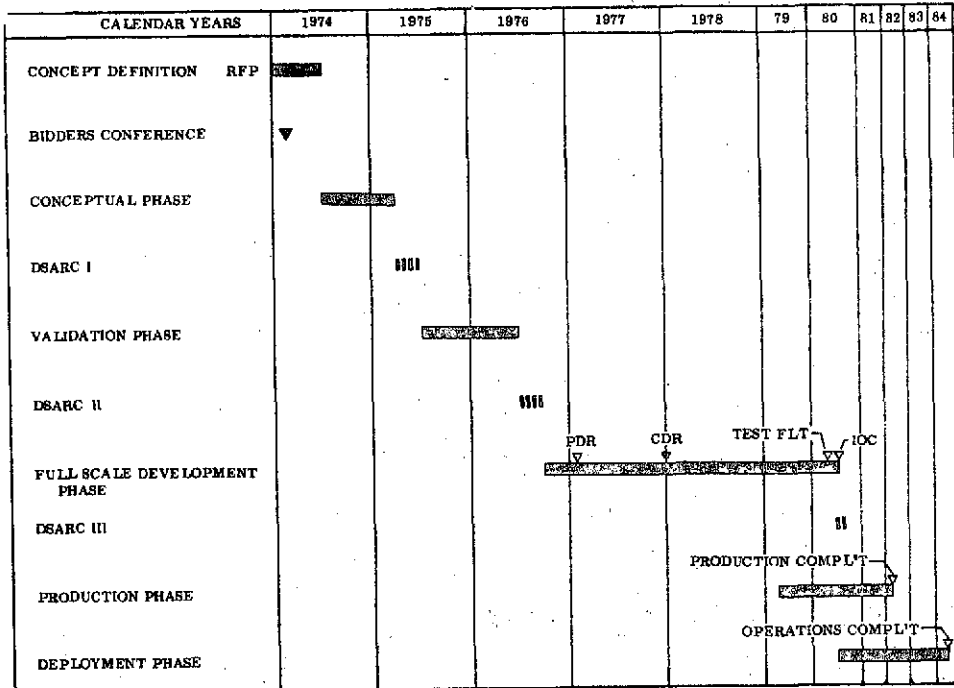 CALENDAR YEARS 1974 1975 1976 1977 1978 79 80 81 82 83 84
CONCEPT DEFINITION RFP
BIDDERS CONFERENCE
CONCEPTUAL PHASE
DSARC I
VALIDATION PHASE
DSARC II
PDR CDR TEST FLT IOC
FULL SCALE DEVELOPMENT
PHASE
DSARC III
PRODUCTION COMPL'T
PRODUCTION PHASE
OPERATIONS COMPL'T
DEPLOYMENT PHASE